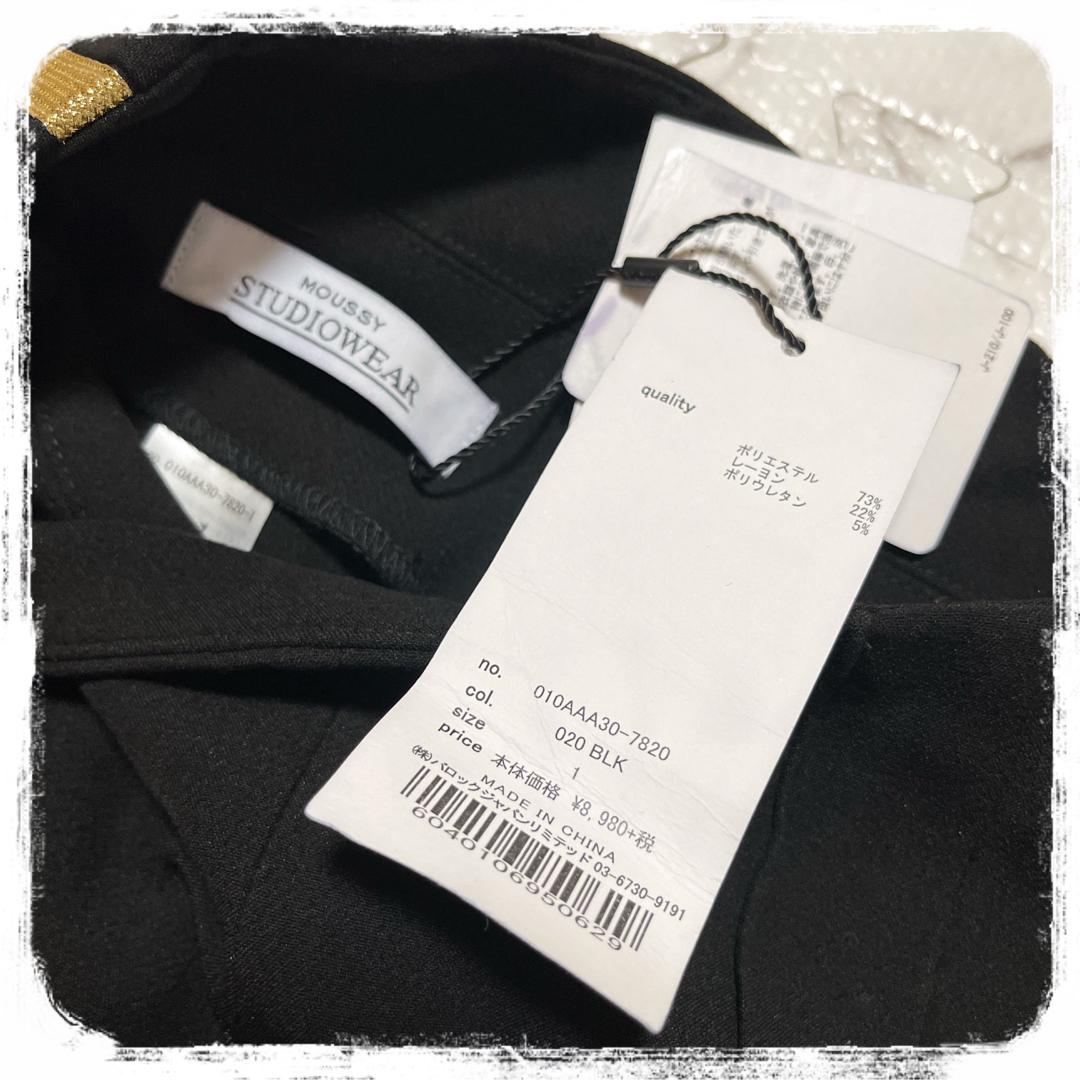 MOUSSY
STUDIOWEAR
no. 010AAA30-7820-1
J-210/J-100
quality
ポリエステル 73%
レーヨン 22%
ポリウレタン 5%
no. 010AAA30-7820
col. 020 BLK
size 1
price 本体価格 ¥8,980+税
MADE IN CHINA
㈱バロックジャパンリミテッド 03-6730-9191
6040106950629